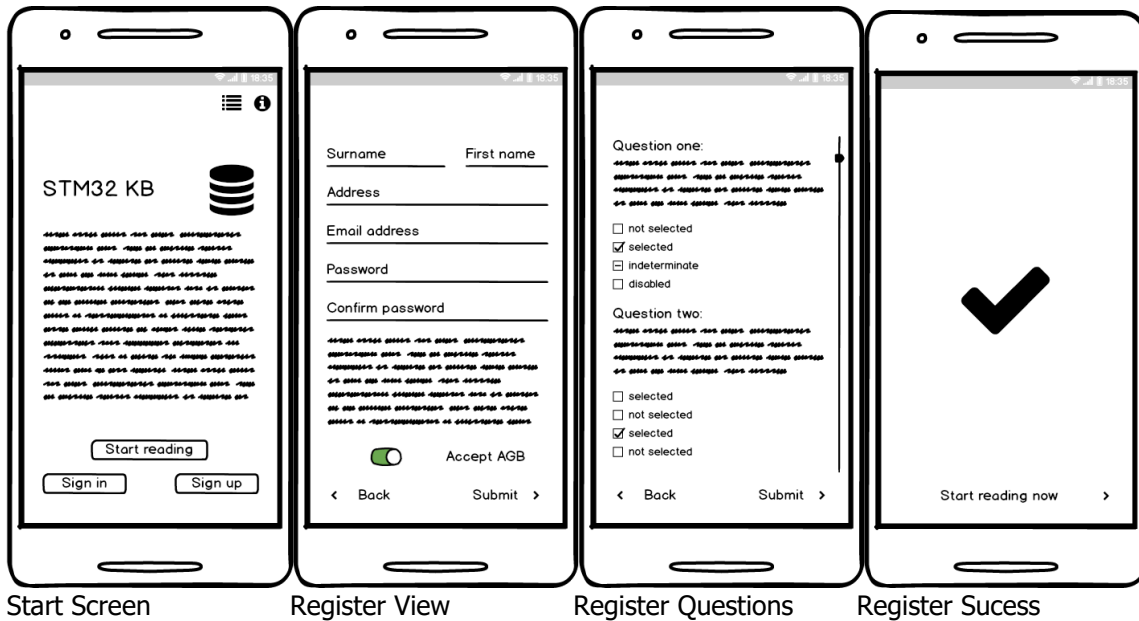 18:35
STM32 KB
Start reading
Sign in
Sign up
Start Screen
18:35
Surname
First name
Address
Email address
Password
Confirm password
Accept AGB
< Back
Submit >
Register View
18:35
Question one:
not selected
selected
indeterminate
disabled
Question two:
selected
not selected
selected
not selected
< Back
Submit >
Register Questions
18:35
Start reading now >
Register Sucess